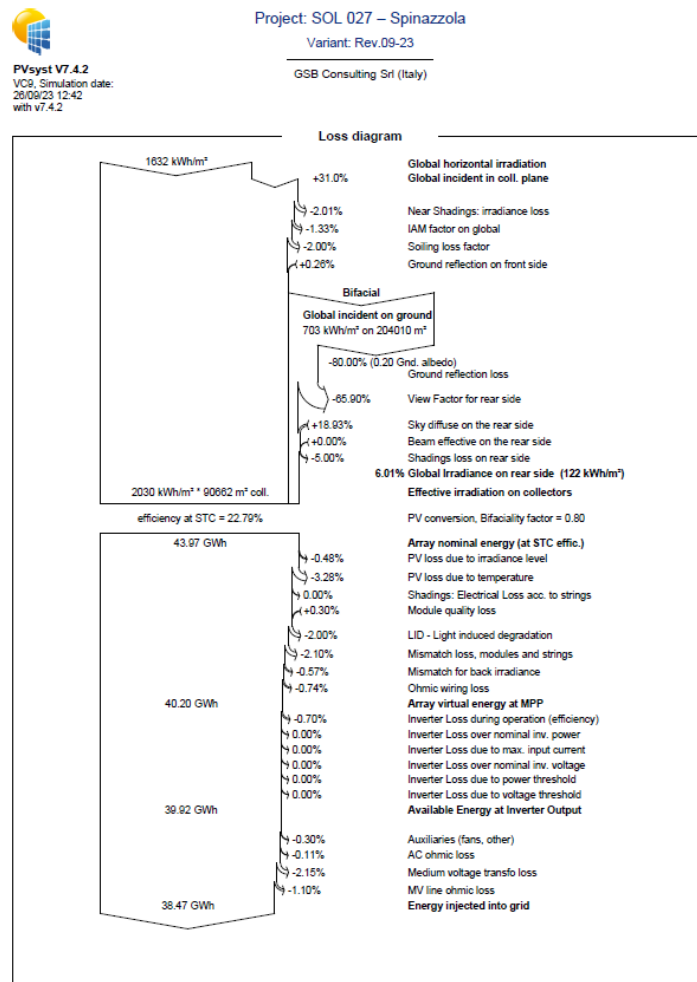 Project: SOL 027 – Spinazzola
Variant: Rev.09-23
PVsyst V7.4.2
VC9, Simulation date:
26/09/23 12:42
with v7.4.2
GSB Consulting Srl (Italy)
Loss diagram
1632 kWh/m² Global horizontal irradiation
+31.0% Global incident in coll. plane
-2.01% Near Shadings: irradiance loss
-1.33% IAM factor on global
-2.00% Soiling loss factor
+0.26% Ground reflection on front side
Bifacial
Global incident on ground
703 kWh/m² on 204010 m²
-80.00% (0.20 Gnd. albedo)
Ground reflection loss
-65.90% View Factor for rear side
+18.93% Sky diffuse on the rear side
+0.00% Beam effective on the rear side
-5.00% Shadings loss on rear side
6.01% Global Irradiance on rear side (122 kWh/m²)
2030 kWh/m² * 90662 m² coll. Effective irradiation on collectors
efficiency at STC = 22.79% PV conversion, Bifaciality factor = 0.80
43.97 GWh Array nominal energy (at STC effic.)
-0.48% PV loss due to irradiance level
-3.28% PV loss due to temperature
0.00% Shadings: Electrical Loss acc. to strings
+0.30% Module quality loss
-2.00% LID - Light induced degradation
-2.10% Mismatch loss, modules and strings
-0.57% Mismatch for back irradiance
-0.74% Ohmic wiring loss
40.20 GWh Array virtual energy at MPP
-0.70% Inverter Loss during operation (efficiency)
0.00% Inverter Loss over nominal inv. power
0.00% Inverter Loss due to max. input current
0.00% Inverter Loss over nominal inv. voltage
0.00% Inverter Loss due to power threshold
0.00% Inverter Loss due to voltage threshold
39.92 GWh Available Energy at Inverter Output
-0.30% Auxiliaries (fans, other)
-0.11% AC ohmic loss
-2.15% Medium voltage transfo loss
-1.10% MV line ohmic loss
38.47 GWh Energy injected into grid